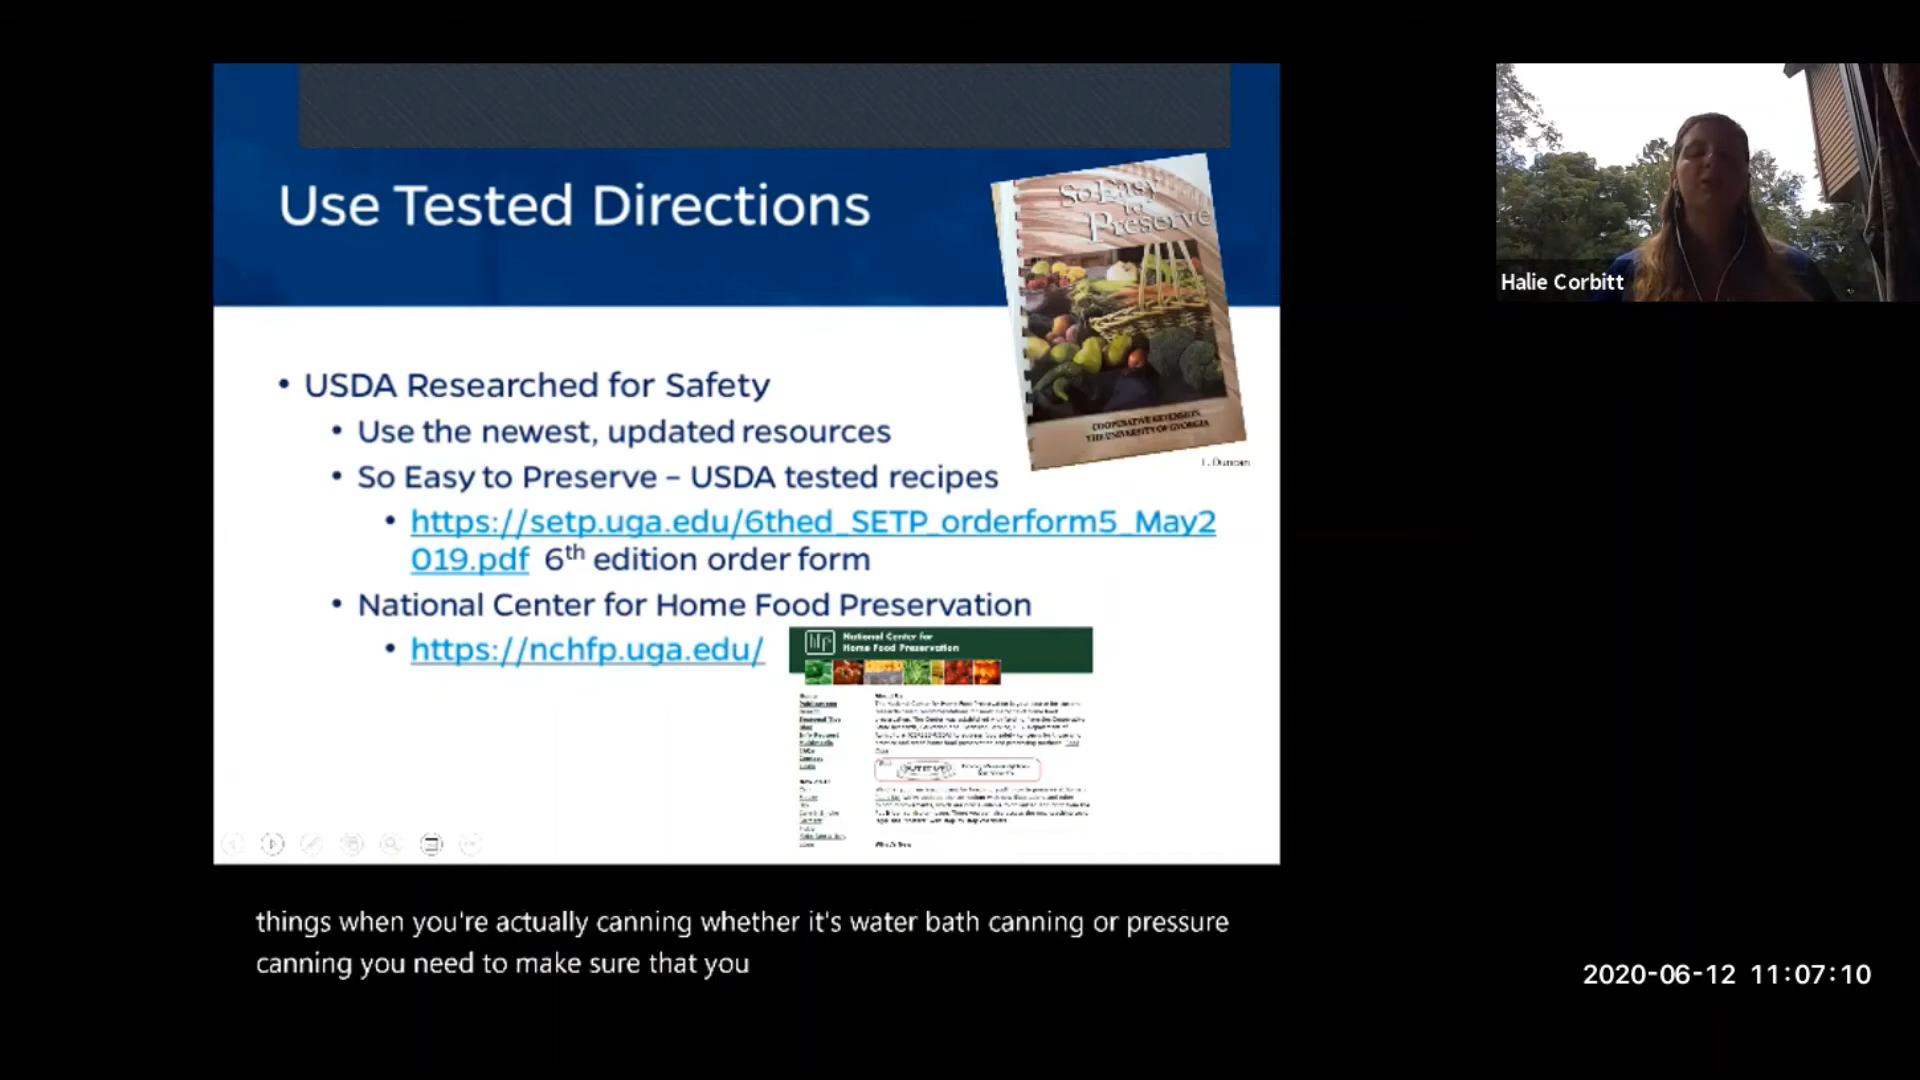 Use Tested Directions
So Easy
to
Preserve
COOPERATIVE EXTENSION
THE UNIVERSITY OF GEORGIA
T. Duncan
• USDA Researched for Safety
• Use the newest, updated resources
• So Easy to Preserve – USDA tested recipes
• https://setp.uga.edu/6thed_SETP_orderform5_May2
019.pdf 6th edition order form
• National Center for Home Food Preservation
• https://nchfp.uga.edu/
National Center for
Home Food Preservation
Halie Corbitt
things when you're actually canning whether it's water bath canning or pressure
canning you need to make sure that you
2020-06-12 11:07:10